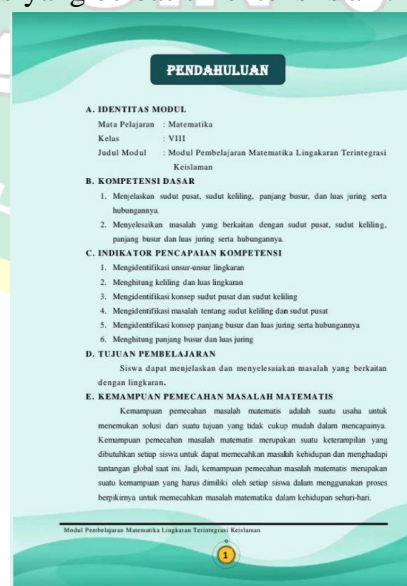 PENDAHULUAN
A. IDENTITAS MODUL
Mata Pelajaran : Matematika
Kelas : VIII
Judul Modul : Modul Pembelajaran Matematika Lingakaran Terintegrasi
Keislaman
B. KOMPETENSI DASAR
1. Menjelaskan sudut pusat, sudut keliling, panjang busur, dan luas juring serta
hubungannya.
2. Menyelesaikan masalah yang berkaitan dengan sudut pusat, sudut keliling,
panjang busur dan luas juring serta hubungannya.
C. INDIKATOR PENCAPAIAN KOMPETENSI
1. Mengidentifikasi unsur-unsur lingkaran
2. Menghitung keliling dan luas lingkaran
3. Mengidentifikasi konsep sudut pusat dan sudut keliling
4. Mengidentifikasi masalah tentang sudut keliling dan sudut pusat
5. Mengidentifikasi konsep panjang busur dan luas juring serta hubungannya
6. Menghitung panjang busur dan luas juring
D. TUJUAN PEMBELAJARAN
Siswa dapat menjelaskan dan menyelesaiakan masalah yang berkaitan
dengan lingkaran.
E. KEMAMPUAN PEMECAHAN MASALAH MATEMATIS
Kemampuan pemecahan masalah matematis adalah suatu usaha untuk
menemukan solusi dari suatu tujuan yang tidak cukup mudah dalam mencapainya.
Kemampuan pemecahan masalah matematis merupakan suatu keterampilan yang
dibutuhkan setiap siswa untuk dapat memecahkan masalah kehidupan dan menghadapi
tantangan global saat ini. Jadi, kemampuan pemecahan masalah matematis merupakan
suatu kemampuan yang harus dimiliki oleh setiap siswa dalam menggunakan proses
berpikirnya untuk memecahkan masalah matematika dalam kehidupan sehari-hari.
Modul Pembelajaran Matematika Lingkaran Terintegrasi Keislaman
1